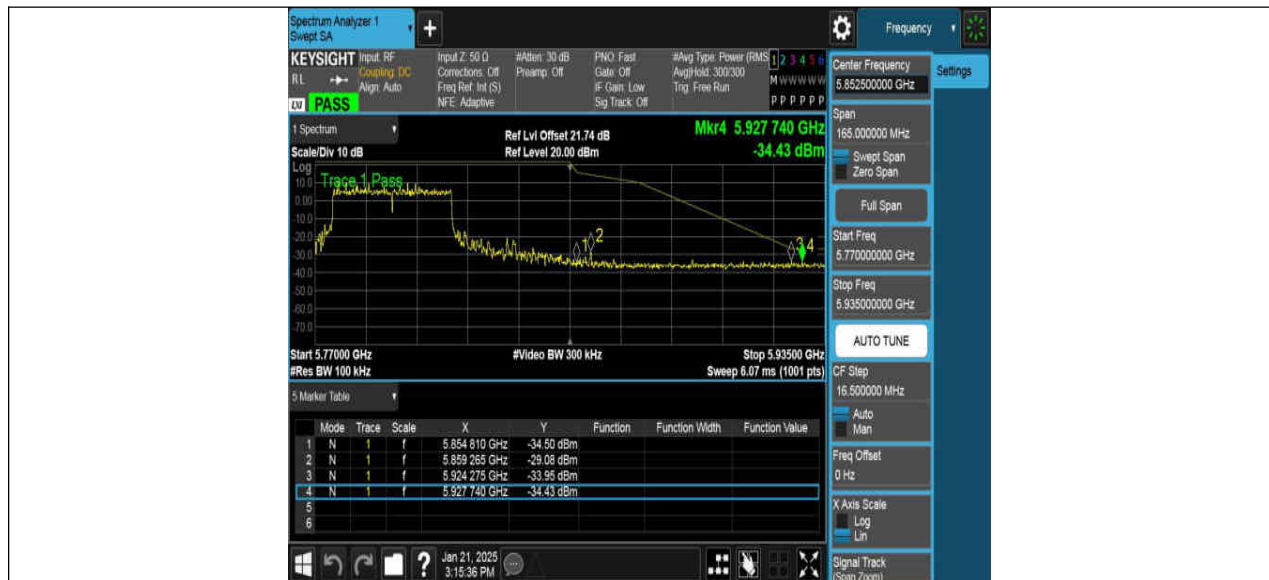 Spectrum Analyzer 1
Swept SA
+
Frequency
KEYSIGHT Input: RF
RL
Coupling: DC
Align: Auto
LXI PASS
Input Z: 50 Ω
Corrections: Off
Freq Ref: Int (S)
NFE: Adaptive
#Atten: 30 dB
Preamp: Off
PNO: Fast
Gate: Off
IF Gain: Low
Sig Track: Off
#Avg Type: Power (RMS
Avg|Hold: 300/300
Trig: Free Run
1 2 3 4 5 6
M W W W W W
P P P P P P
1 Spectrum
Scale/Div 10 dB
Ref Lvl Offset 21.74 dB
Ref Level 20.00 dBm
Mkr4 5.927 740 GHz
-34.43 dBm
Log
Trace 1 Pass
10.0
0.00
-10.0
-20.0
-30.0
-40.0
-50.0
-60.0
-70.0
1 2 3 4
Start 5.77000 GHz
#Video BW 300 kHz
Stop 5.93500 GHz
#Res BW 100 kHz
Sweep 6.07 ms (1001 pts)
5 Marker Table
Mode Trace Scale X Y Function Function Width Function Value
1 N 1 f 5.854 810 GHz -34.50 dBm
2 N 1 f 5.859 265 GHz -29.08 dBm
3 N 1 f 5.924 275 GHz -33.95 dBm
4 N 1 f 5.927 740 GHz -34.43 dBm
5
6
?
Jan 21, 2025
3:15:36 PM
Settings
Center Frequency
5.852500000 GHz
Span
165.000000 MHz
Swept Span
Zero Span
Full Span
Start Freq
5.770000000 GHz
Stop Freq
5.935000000 GHz
AUTO TUNE
CF Step
16.500000 MHz
Auto
Man
Freq Offset
0 Hz
X Axis Scale
Log
Lin
Signal Track
(Span Zoom)